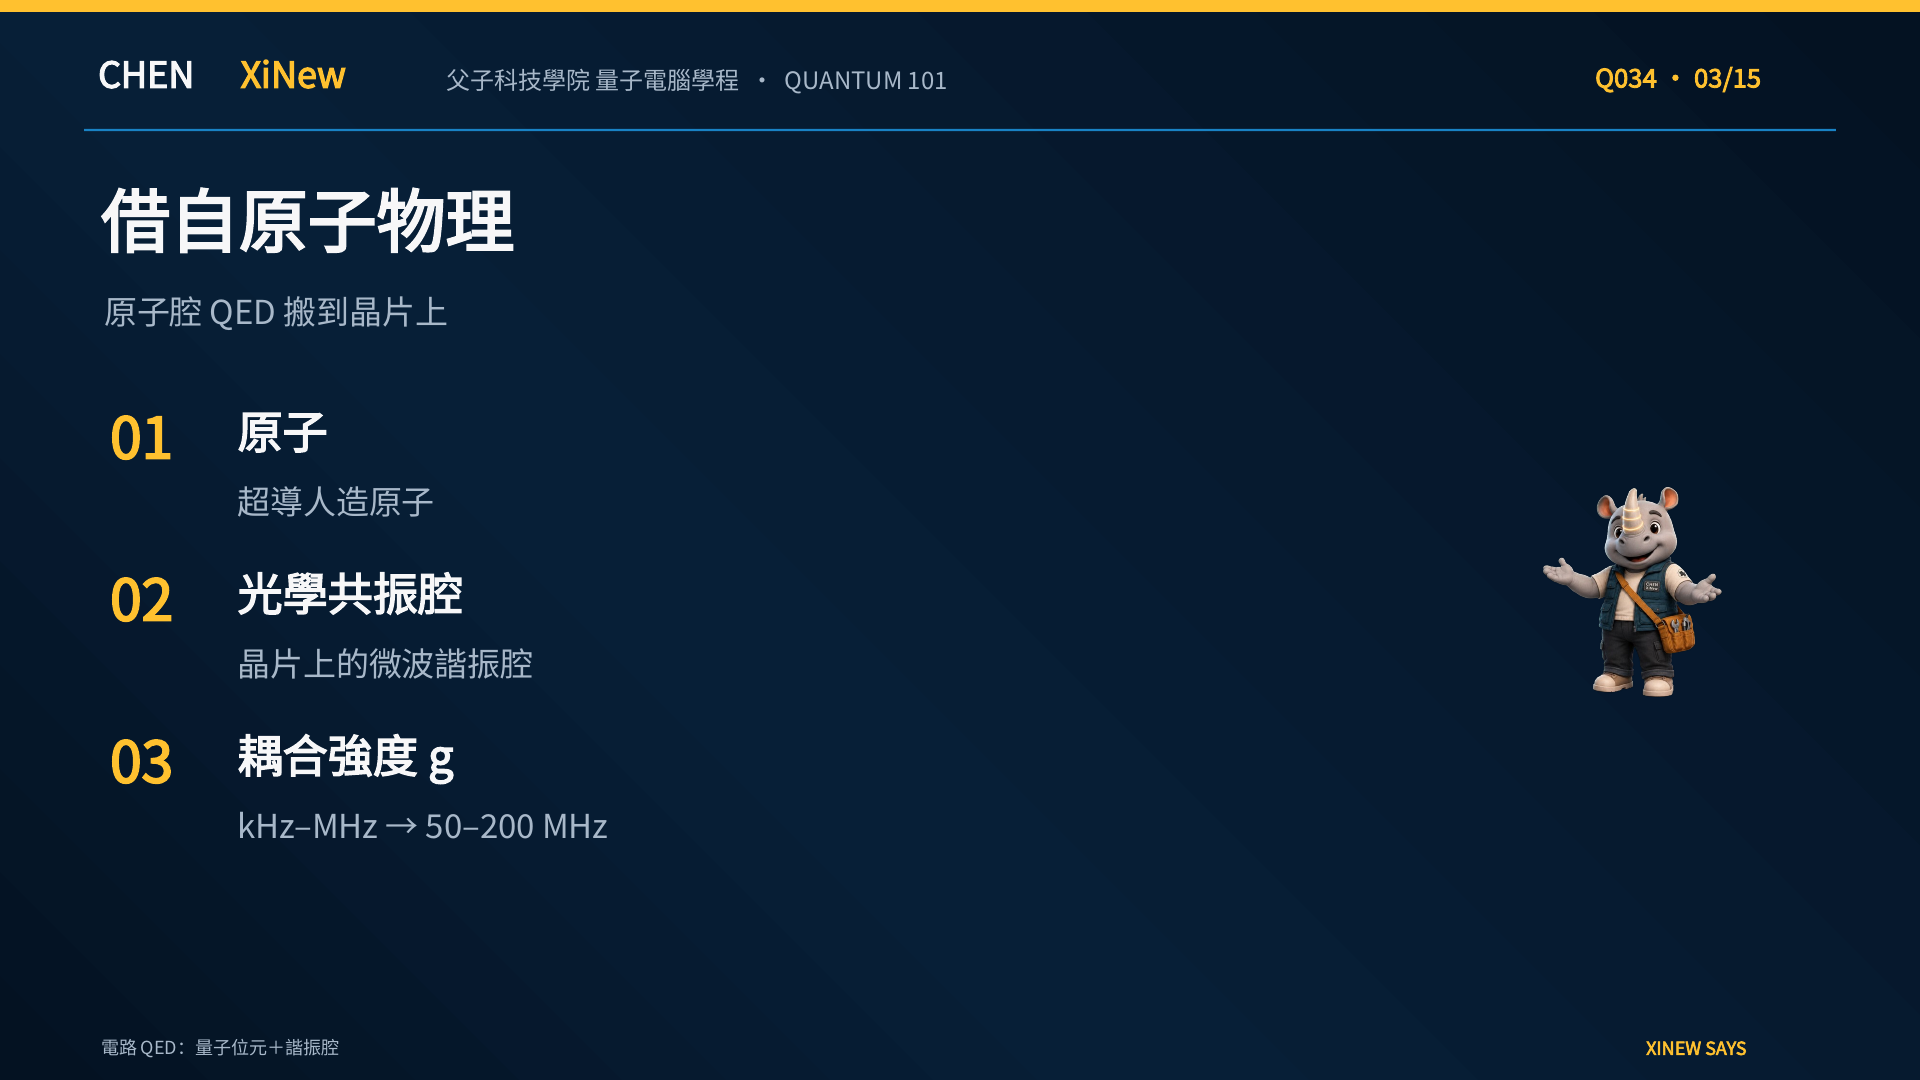 CHEN XiNew 父子科技學院 量子電腦學程 • QUANTUM 101 Q034 • 03/15
借自原子物理
原子腔 QED 搬到晶片上
01 原子
超導人造原子
02 光學共振腔
晶片上的微波諧振腔
03 耦合強度 g
kHz–MHz → 50–200 MHz
電路 QED：量子位元＋諧振腔
XINEW SAYS